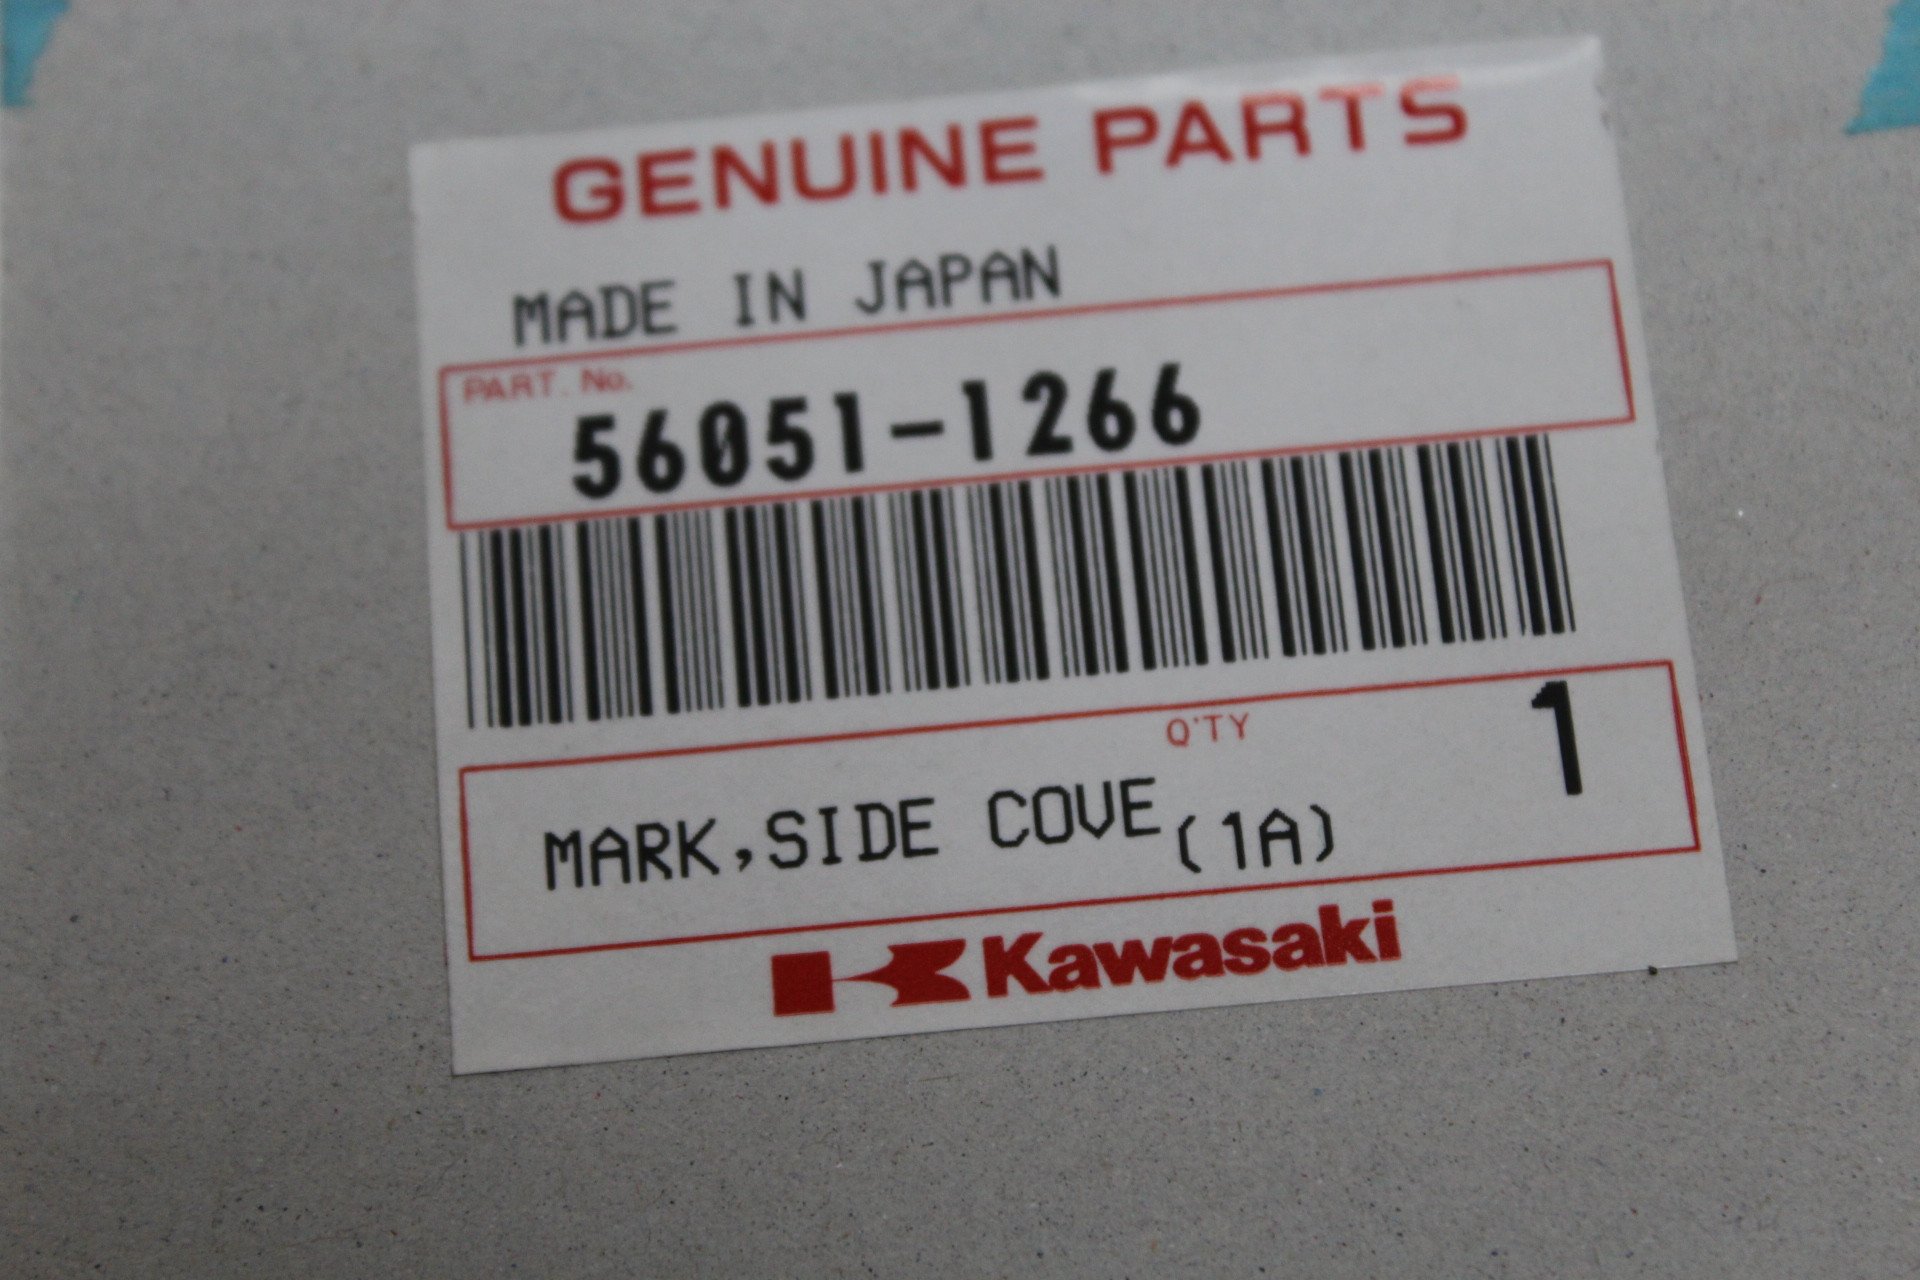 GENUINE PARTS
MADE IN JAPAN
PART. No.
56051-1266
Q'TY
1
MARK,SIDE COVE(1A)
Kawasaki